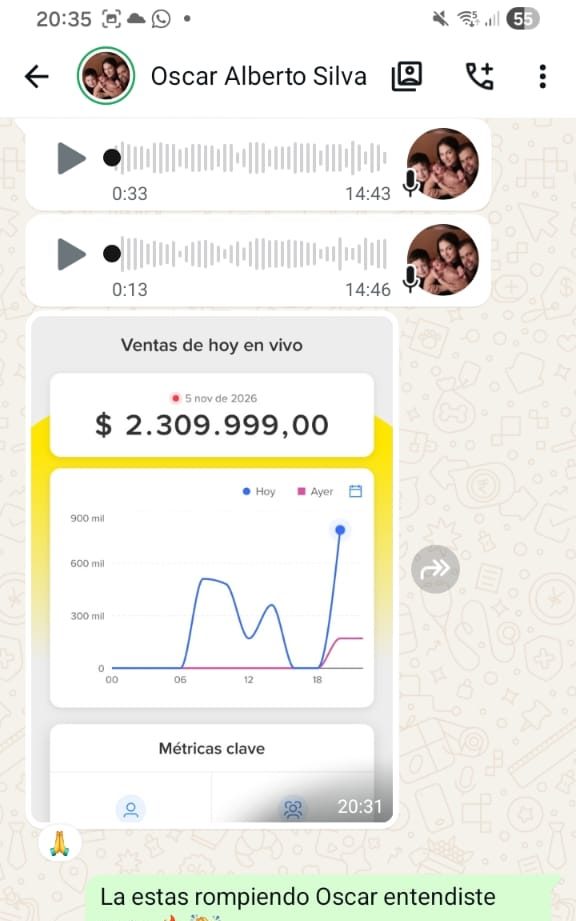 20:35
55
Oscar Alberto Silva
0:33 14:43
0:13 14:46
Ventas de hoy en vivo
5 nov de 2026
$ 2.309.999,00
Hoy Ayer
900 mil
600 mil
300 mil
0
00 06 12 18
Métricas clave
20:31
La estas rompiendo Oscar entendiste